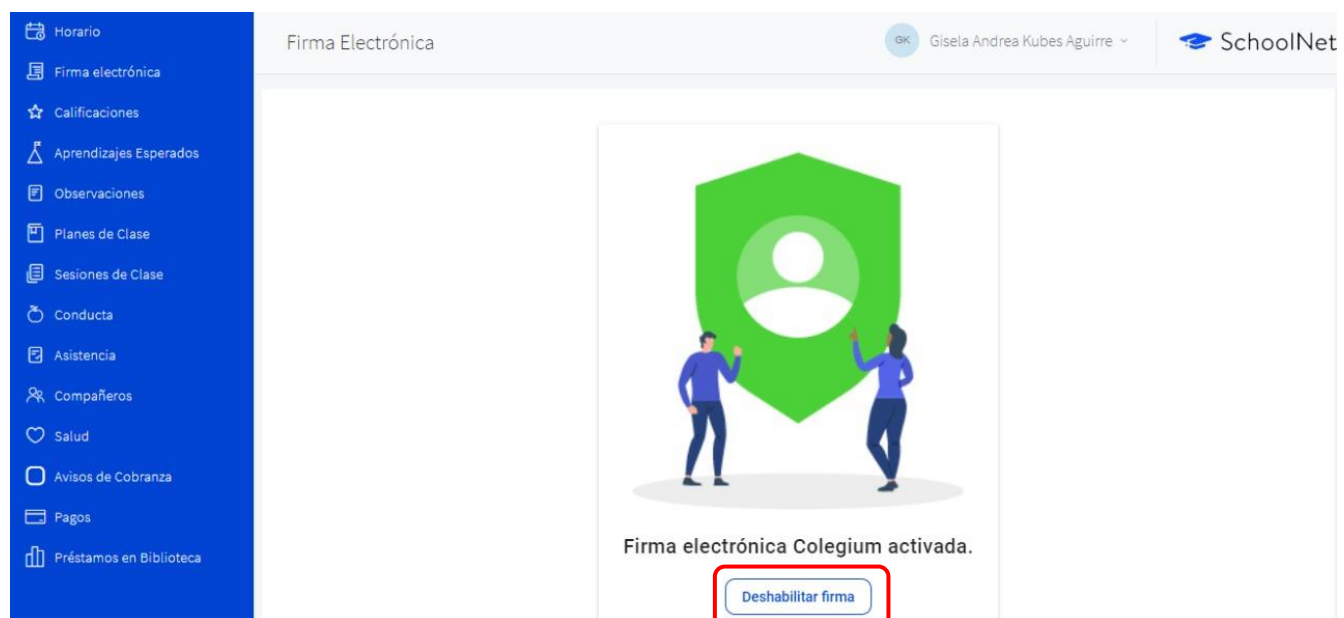 Horario
Firma electrónica
Calificaciones
Aprendizajes Esperados
Observaciones
Planes de Clase
Sesiones de Clase
Conducta
Asistencia
Compañeros
Salud
Avisos de Cobranza
Pagos
Préstamos en Biblioteca
Firma Electrónica
GK Gisela Andrea Kubes Aguirre
SchoolNet
Firma electrónica Colegium activada.
Deshabilitar firma